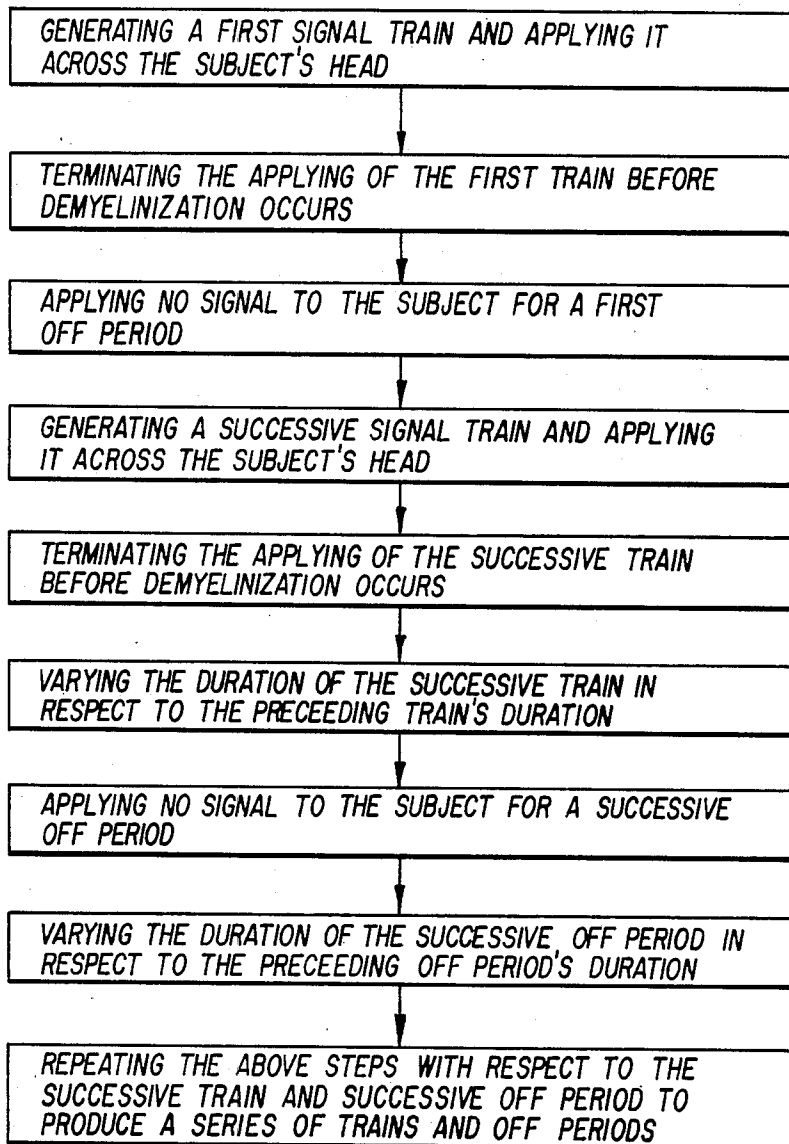 GENERATING A FIRST SIGNAL TRAIN AND APPLYING IT
ACROSS THE SUBJECT'S HEAD
TERMINATING THE APPLYING OF THE FIRST TRAIN BEFORE
DEMYELINIZATION OCCURS
APPLYING NO SIGNAL TO THE SUBJECT FOR A FIRST
OFF PERIOD
GENERATING A SUCCESSIVE SIGNAL TRAIN AND APPLYING
IT ACROSS THE SUBJECT'S HEAD
TERMINATING THE APPLYING OF THE SUCCESSIVE TRAIN
BEFORE DEMYELINIZATION OCCURS
VARYING THE DURATION OF THE SUCCESSIVE TRAIN IN
RESPECT TO THE PRECEEDING TRAIN'S DURATION
APPLYING NO SIGNAL TO THE SUBJECT FOR A SUCCESSIVE
OFF PERIOD
VARYING THE DURATION OF THE SUCCESSIVE OFF PERIOD IN
RESPECT TO THE PRECEEDING OFF PERIOD'S DURATION
REPEATING THE ABOVE STEPS WITH RESPECT TO THE
SUCCESSIVE TRAIN AND SUCCESSIVE OFF PERIOD TO
PRODUCE A SERIES OF TRAINS AND OFF PERIODS